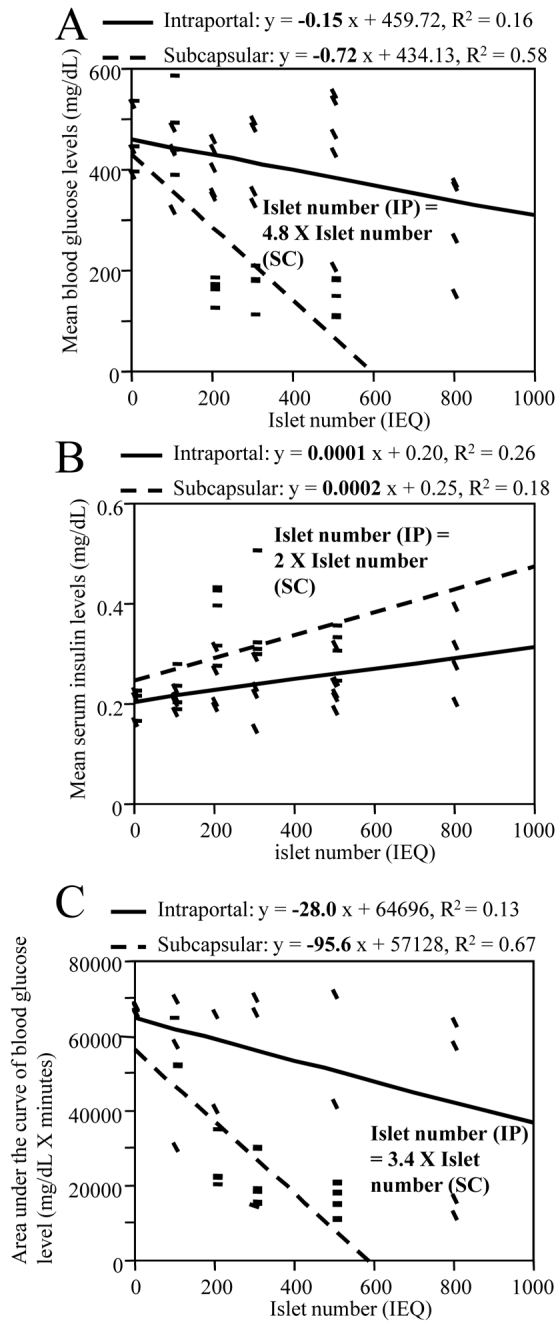 A
Intraportal: y = -0.15 x + 459.72, R² = 0.16
Subcapsular: y = -0.72 x + 434.13, R² = 0.58
Mean blood glucose levels (mg/dL)
600
400
200
0
Islet number (IP) =
4.8 X Islet number
(SC)
0 200 400 600 800 1000
Islet number (IEQ)
B
Intraportal: y = 0.0001 x + 0.20, R² = 0.26
Subcapsular: y = 0.0002 x + 0.25, R² = 0.18
Mean serum insulin levels (mg/dL)
0.6
0.4
0.2
0
Islet number (IP) =
2 X Islet number
(SC)
0 200 400 600 800 1000
islet number (IEQ)
C
Intraportal: y = -28.0 x + 64696, R² = 0.13
Subcapsular: y = -95.6 x + 57128, R² = 0.67
Area under the curve of blood glucose
level (mg/dL X minutes)
80000
60000
40000
20000
0
Islet number (IP)
= 3.4 X Islet
number (SC)
0 200 400 600 800 1000
Islet number (IEQ)